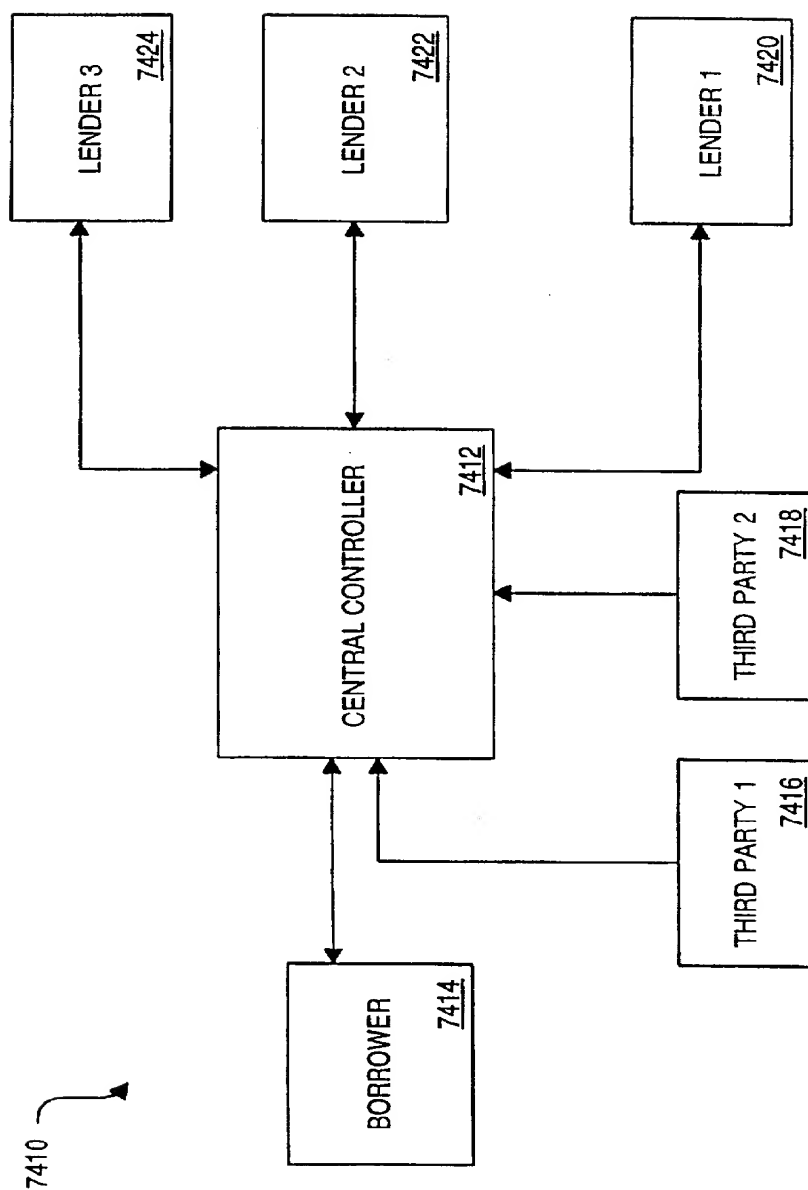 7410
BORROWER
7414
CENTRAL CONTROLLER
7412
LENDER 3
7424
LENDER 2
7422
LENDER 1
7420
THIRD PARTY 1
7416
THIRD PARTY 2
7418